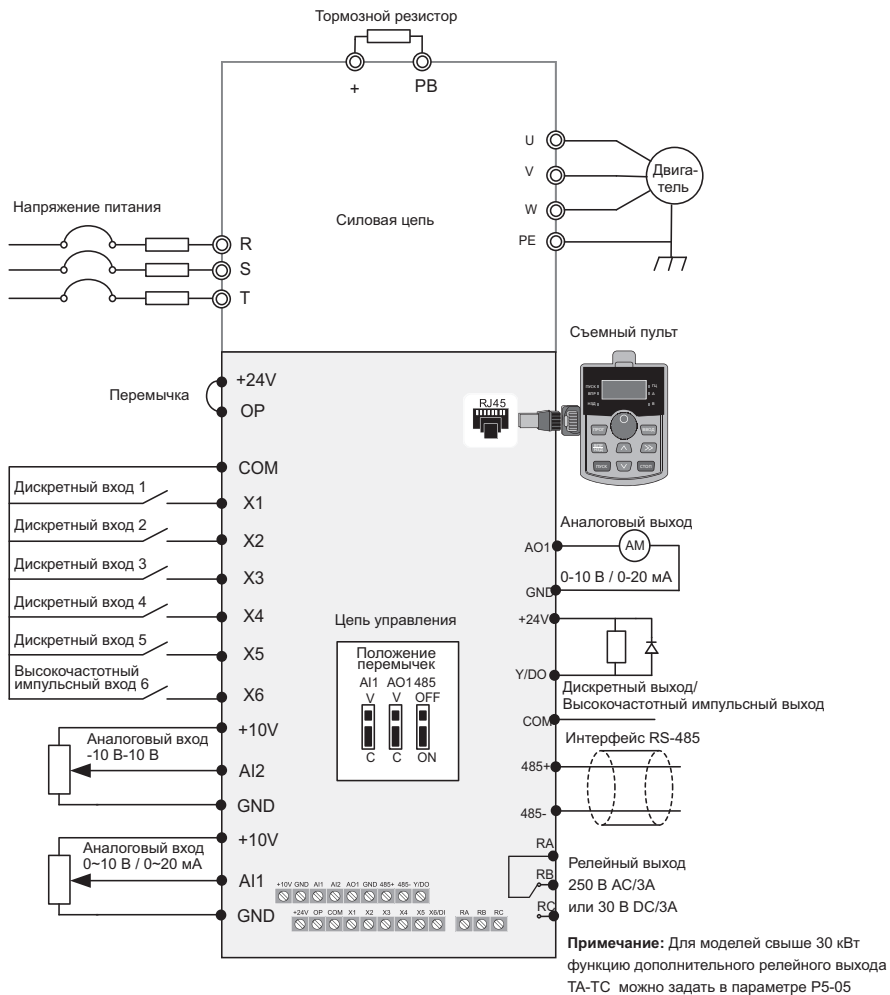 Тормозной резистор
+
PB
U
V
W
PE
Двига-
тель
Напряжение питания
R
S
T
Силовая цепь
Съемный пульт
Перемычка
+24V
OP
RJ45
ПУСК
ВПР
ГЦ
А
В
ПРОГ
ВВОД
ПУСК
СТОП
COM
Дискретный вход 1
X1
Дискретный вход 2
X2
Дискретный вход 3
X3
Дискретный вход 4
X4
Дискретный вход 5
X5
Высокочастотный
импульсный вход 6
X6
Аналоговый выход
AO1
AM
0-10 В / 0-20 мА
GND
+24V
Y/DO
Дискретный выход/
Высокочастотный импульсный выход
COM
Цепь управления
Положение
перемычек
AI1 AO1 485
V V OFF
C C ON
+10V
Аналоговый вход
-10 В-10 В
AI2
GND
Интерфейс RS-485
485+
485-
+10V
Аналоговый вход
0~10 В / 0~20 мА
AI1
GND
+10V GND AI1 AI2 AO1 GND 485+ 485- Y/DO
+24V OP COM X1 X2 X3 X4 X5 X6/DI RA RB RC
RA
RB
RC
Релейный выход
250 В AC/3A
или 30 В DC/3A
Примечание: Для моделей свыше 30 кВт
функцию дополнительного релейного выхода
TA-TC можно задать в параметре P5-05